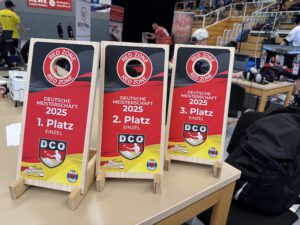 RED ZONE
RED ZONE
DEUTSCHE
MEISTERSCHAFT
2025
1. Platz
EINZEL
DCO
RED ZONE
RED ZONE
DEUTSCHE
MEISTERSCHAFT
2025
2. Platz
EINZEL
DCO
RED ZONE
RED ZONE
DEUTSCHE
MEISTERSCHAFT
2025
3. Platz
EINZEL
DCO
REWE